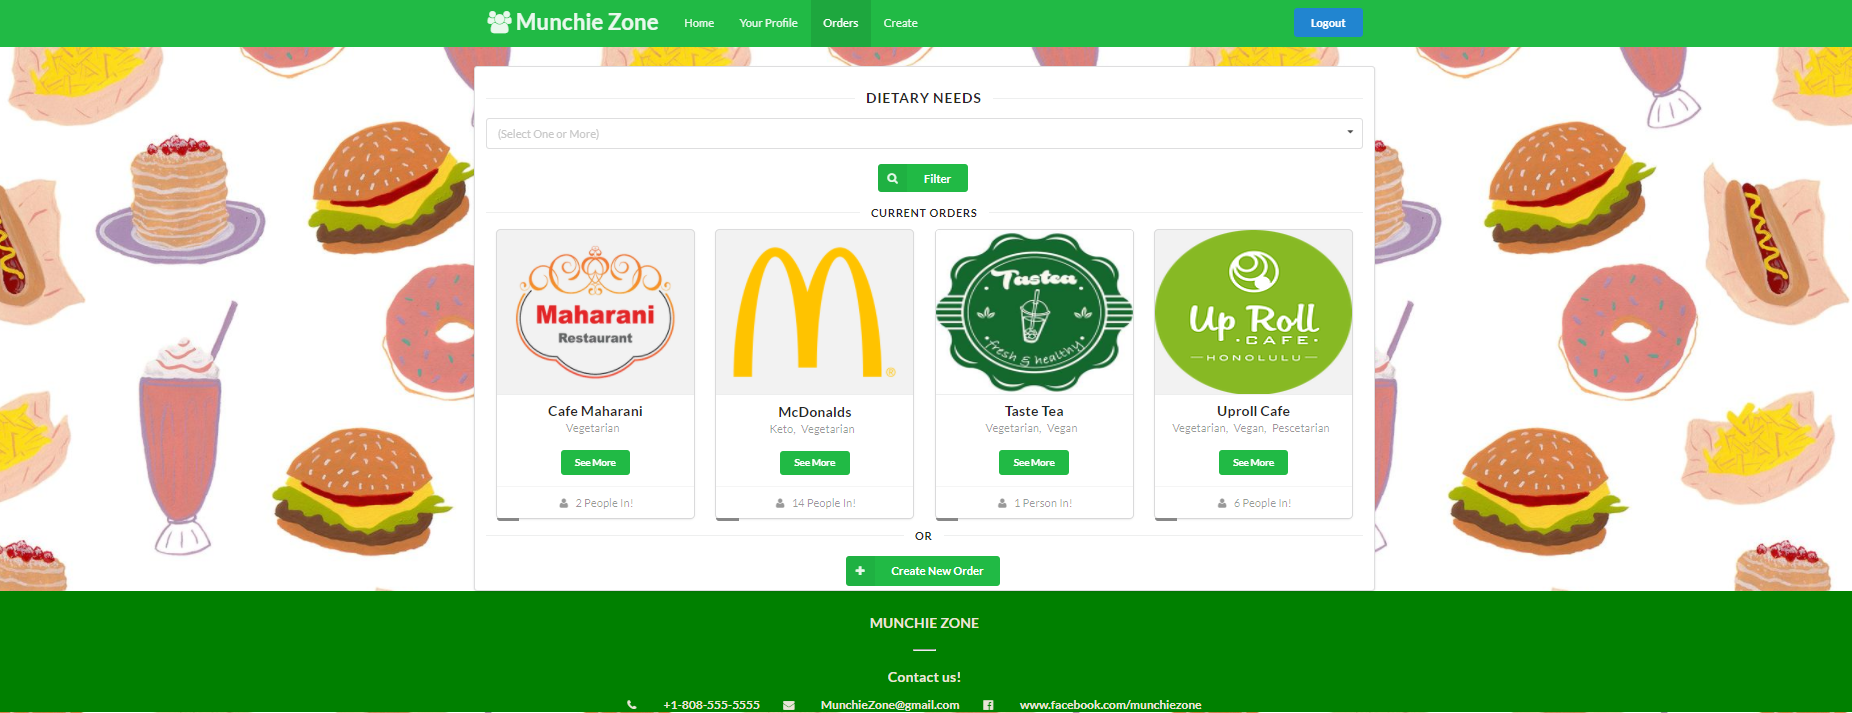 Munchie Zone Home Your Profile Orders Create Logout
DIETARY NEEDS
(Select One or More)
Filter
CURRENT ORDERS
Maharani
Restaurant
Cafe Maharani
Vegetarian
See More
2 People In!
®
McDonalds
Keto, Vegetarian
See More
14 People In!
Tastea
fresh & healthy
Taste Tea
Vegetarian, Vegan
See More
1 Person In!
Up Roll
· CAFE ·
HONOLULU
Uproll Cafe
Vegetarian, Vegan, Pescetarian
See More
6 People In!
OR
Create New Order
MUNCHIE ZONE
Contact us!
+1-808-555-5555 MunchieZone@gmail.com www.facebook.com/munchiezone